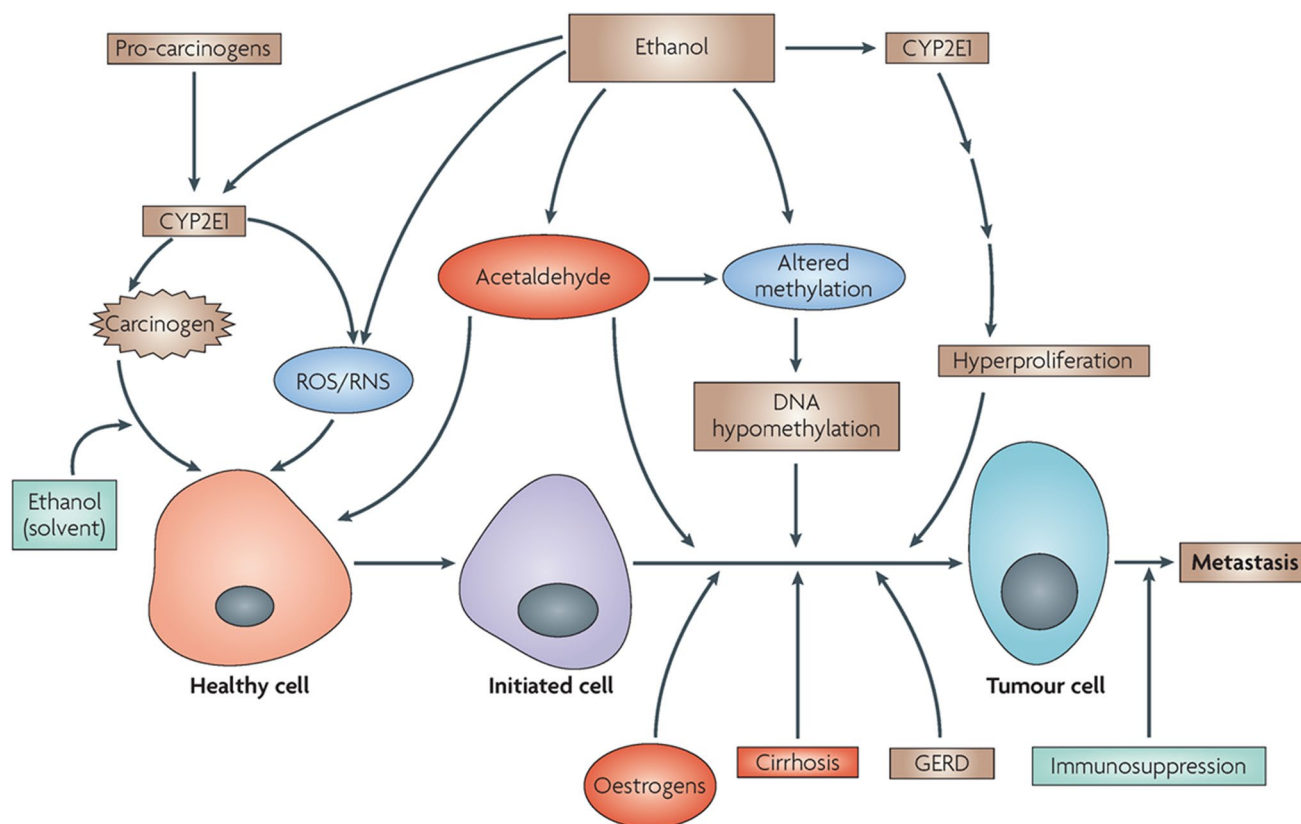 Pro-carcinogens
Ethanol
CYP2E1
CYP2E1
Acetaldehyde
Altered
methylation
Carcinogen
ROS/RNS
Hyperproliferation
DNA
hypomethylation
Ethanol
(solvent)
Metastasis
Healthy cell
Initiated cell
Tumour cell
Oestrogens
Cirrhosis
GERD
Immunosuppression